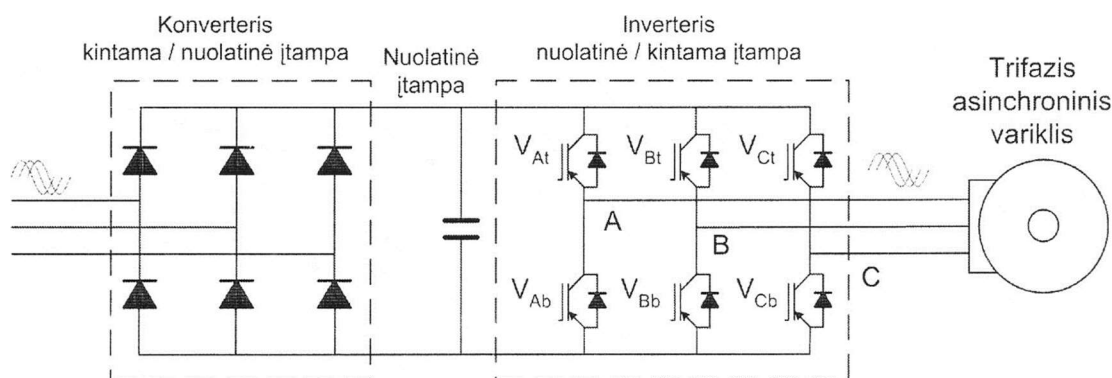 Konverteris
kintama / nuolatinė įtampa
Nuolatinė
įtampa
Inverteris
nuolatinė / kintama įtampa
Trifazis
asinchroninis
variklis
V_At
V_Bt
V_Ct
A
B
C
V_Ab
V_Bb
V_Cb